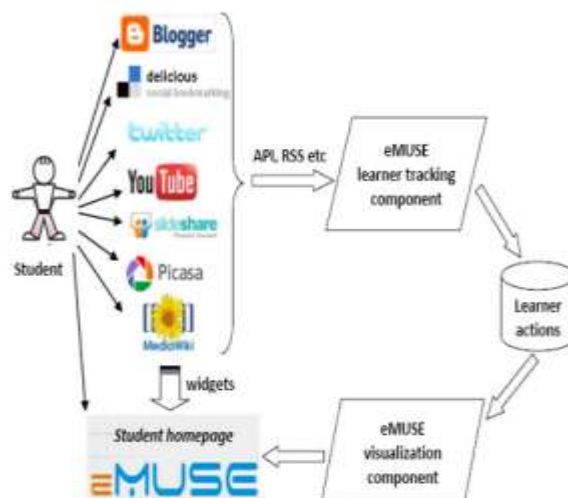 Blogger
delicious
social bookmarking
twitter
YouTube
slideshare
Picasa
MediaWiki
Student
API, RSS etc
eMUSE
learner tracking
component
Learner
actions
widgets
Student homepage
eMUSE
eMUSE
visualization
component